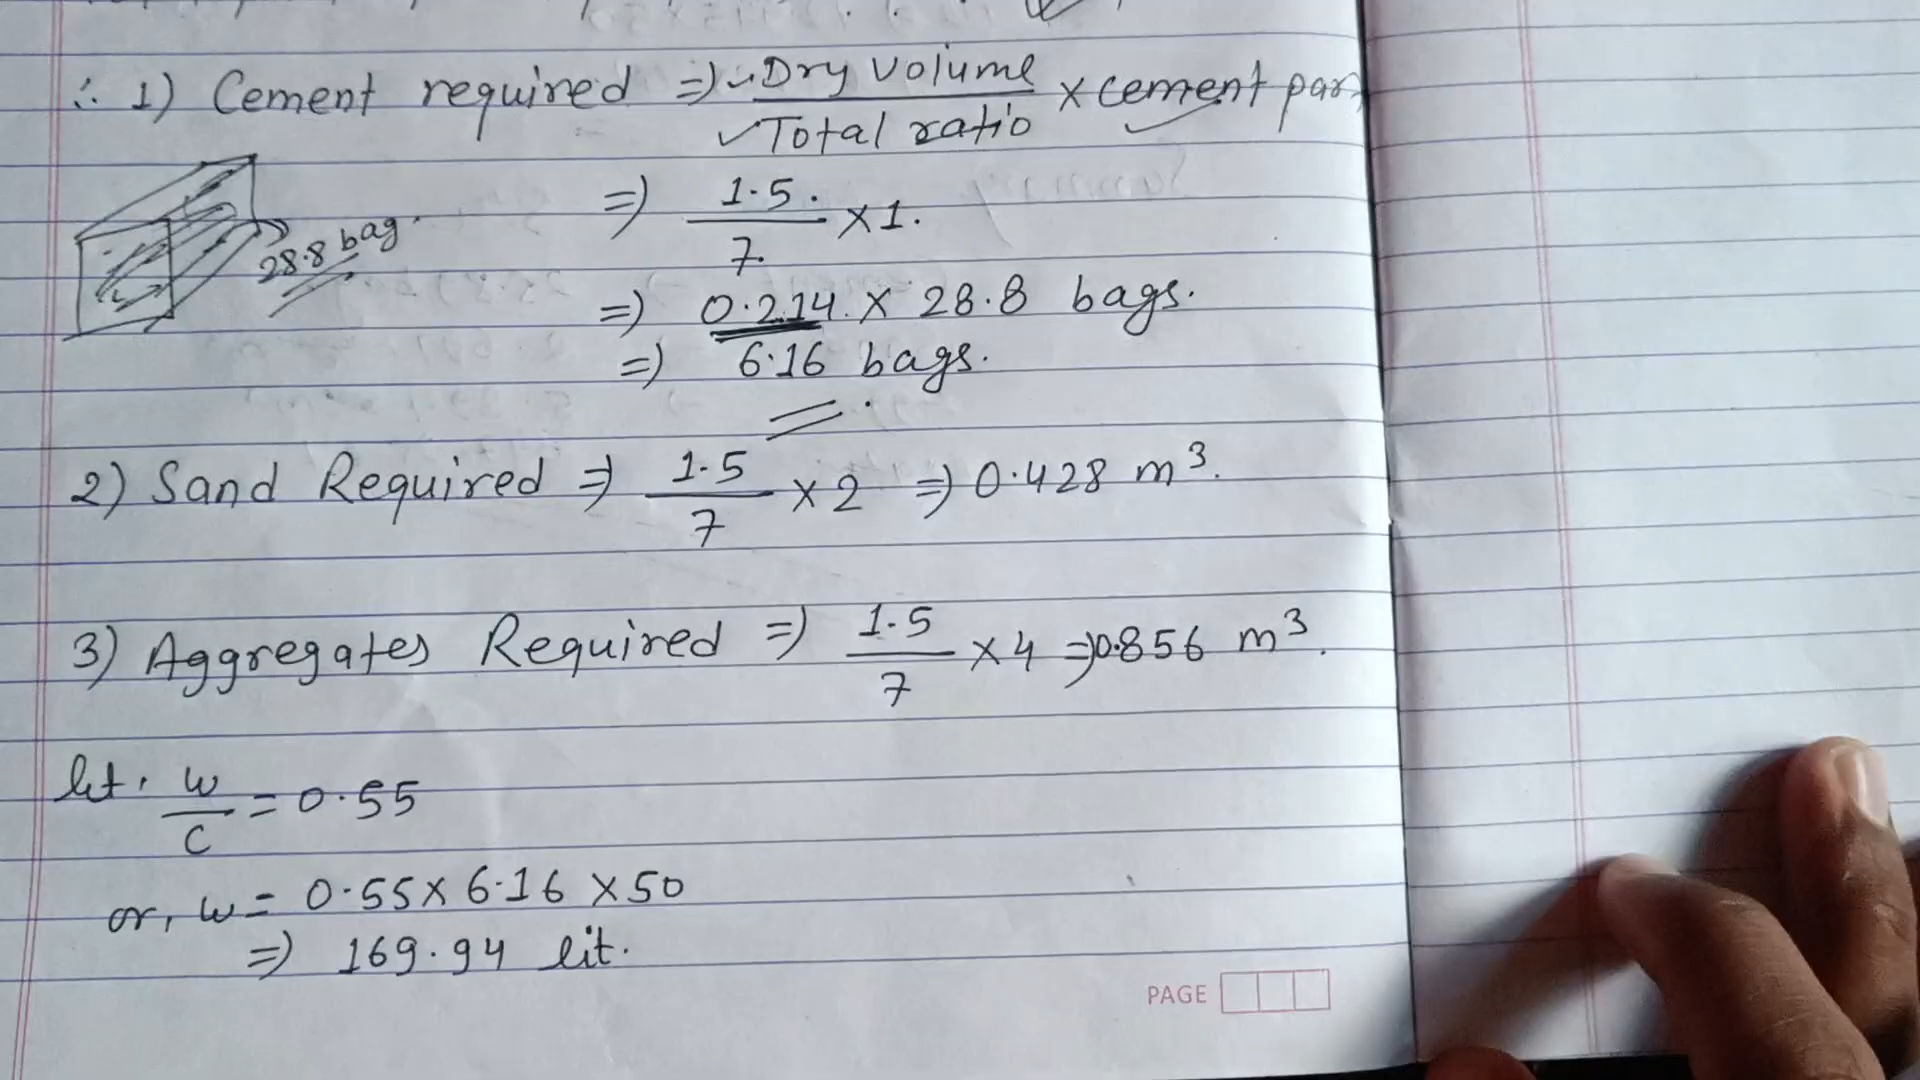 ∴ 1) Cement required ⇒ Dry Volume / Total ratio × cement part
⇒ 1.5 / 7 × 1.
28.8 bag.
⇒ 0.214 × 28.8 bags.
⇒ 6.16 bags.
2) Sand Required ⇒ 1.5 / 7 × 2 ⇒ 0.428 m³.
3) Aggregates Required ⇒ 1.5 / 7 × 4 ⇒ 0.856 m³.
let, w / c = 0.55
or, w = 0.55 × 6.16 × 50
⇒ 169.94 lit.
PAGE